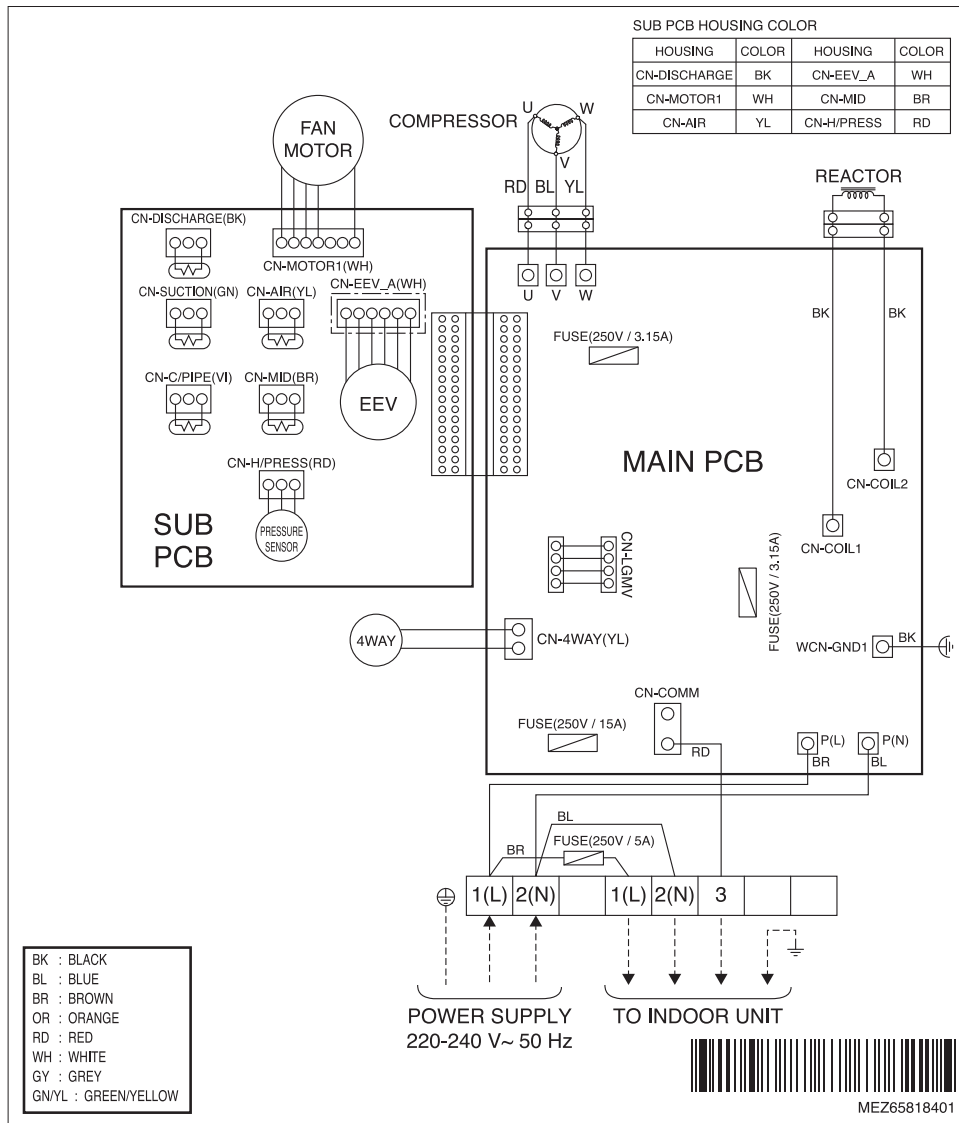 SUB PCB HOUSING COLOR
HOUSING COLOR HOUSING COLOR
CN-DISCHARGE BK CN-EEV_A WH
CN-MOTOR1 WH CN-MID BR
CN-AIR YL CN-H/PRESS RD
FAN
MOTOR
COMPRESSOR
U
W
V
RD BL YL
REACTOR
CN-DISCHARGE(BK)
CN-MOTOR1(WH)
CN-EEV_A(WH)
CN-SUCTION(GN)
CN-AIR(YL)
CN-C/PIPE(VI)
CN-MID(BR)
EEV
CN-H/PRESS(RD)
PRESSURE
SENSOR
SUB
PCB
U V W
FUSE(250V / 3.15A)
BK
BK
MAIN PCB
CN-COIL2
CN-COIL1
CN-LGMV
FUSE(250V / 3.15A)
4WAY
CN-4WAY(YL)
WCN-GND1
BK
CN-COMM
FUSE(250V / 15A)
RD
P(L)
P(N)
BR
BL
BL
BR
FUSE(250V / 5A)
1(L) 2(N) 1(L) 2(N) 3
POWER SUPPLY
220-240 V~ 50 Hz
TO INDOOR UNIT
BK : BLACK
BL : BLUE
BR : BROWN
OR : ORANGE
RD : RED
WH : WHITE
GY : GREY
GN/YL : GREEN/YELLOW
MEZ65818401